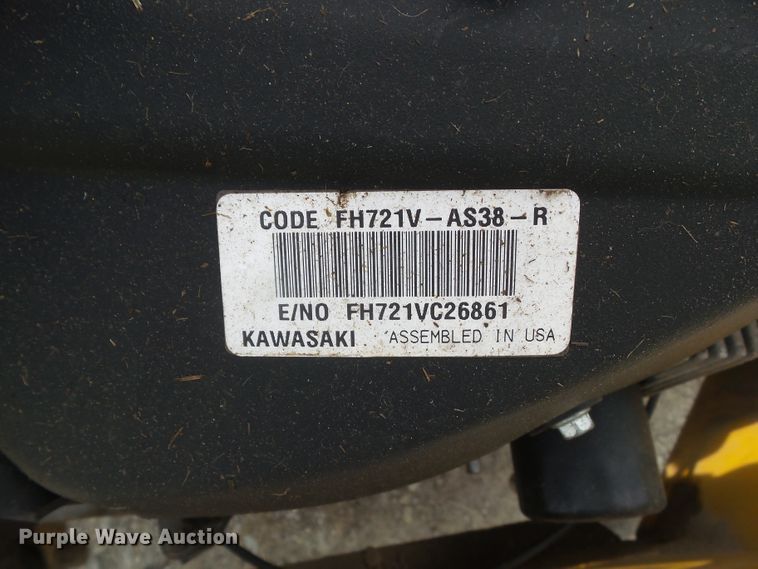 CODE FH721V-AS38-R
E/NO FH721VC26861
KAWASAKI ASSEMBLED IN USA
Purple Wave Auction